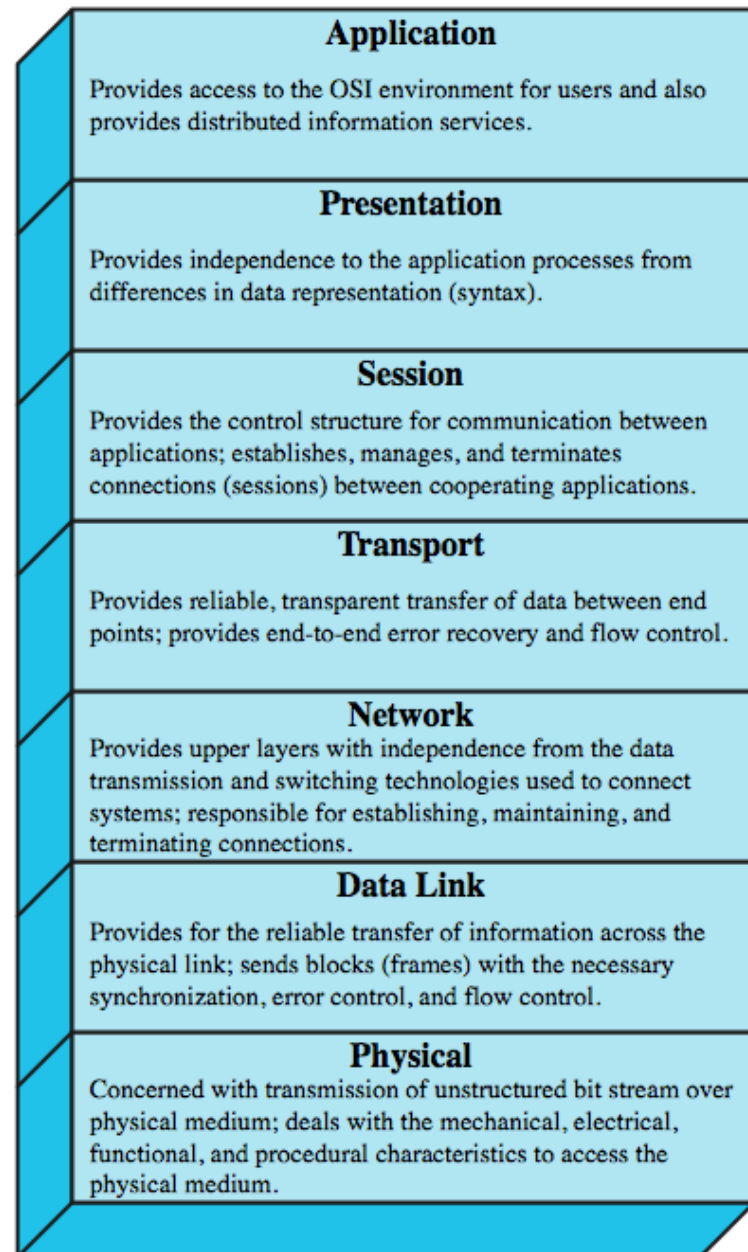 Application
Provides access to the OSI environment for users and also
provides distributed information services.
Presentation
Provides independence to the application processes from
differences in data representation (syntax).
Session
Provides the control structure for communication between
applications; establishes, manages, and terminates
connections (sessions) between cooperating applications.
Transport
Provides reliable, transparent transfer of data between end
points; provides end-to-end error recovery and flow control.
Network
Provides upper layers with independence from the data
transmission and switching technologies used to connect
systems; responsible for establishing, maintaining, and
terminating connections.
Data Link
Provides for the reliable transfer of information across the
physical link; sends blocks (frames) with the necessary
synchronization, error control, and flow control.
Physical
Concerned with transmission of unstructured bit stream over
physical medium; deals with the mechanical, electrical,
functional, and procedural characteristics to access the
physical medium.